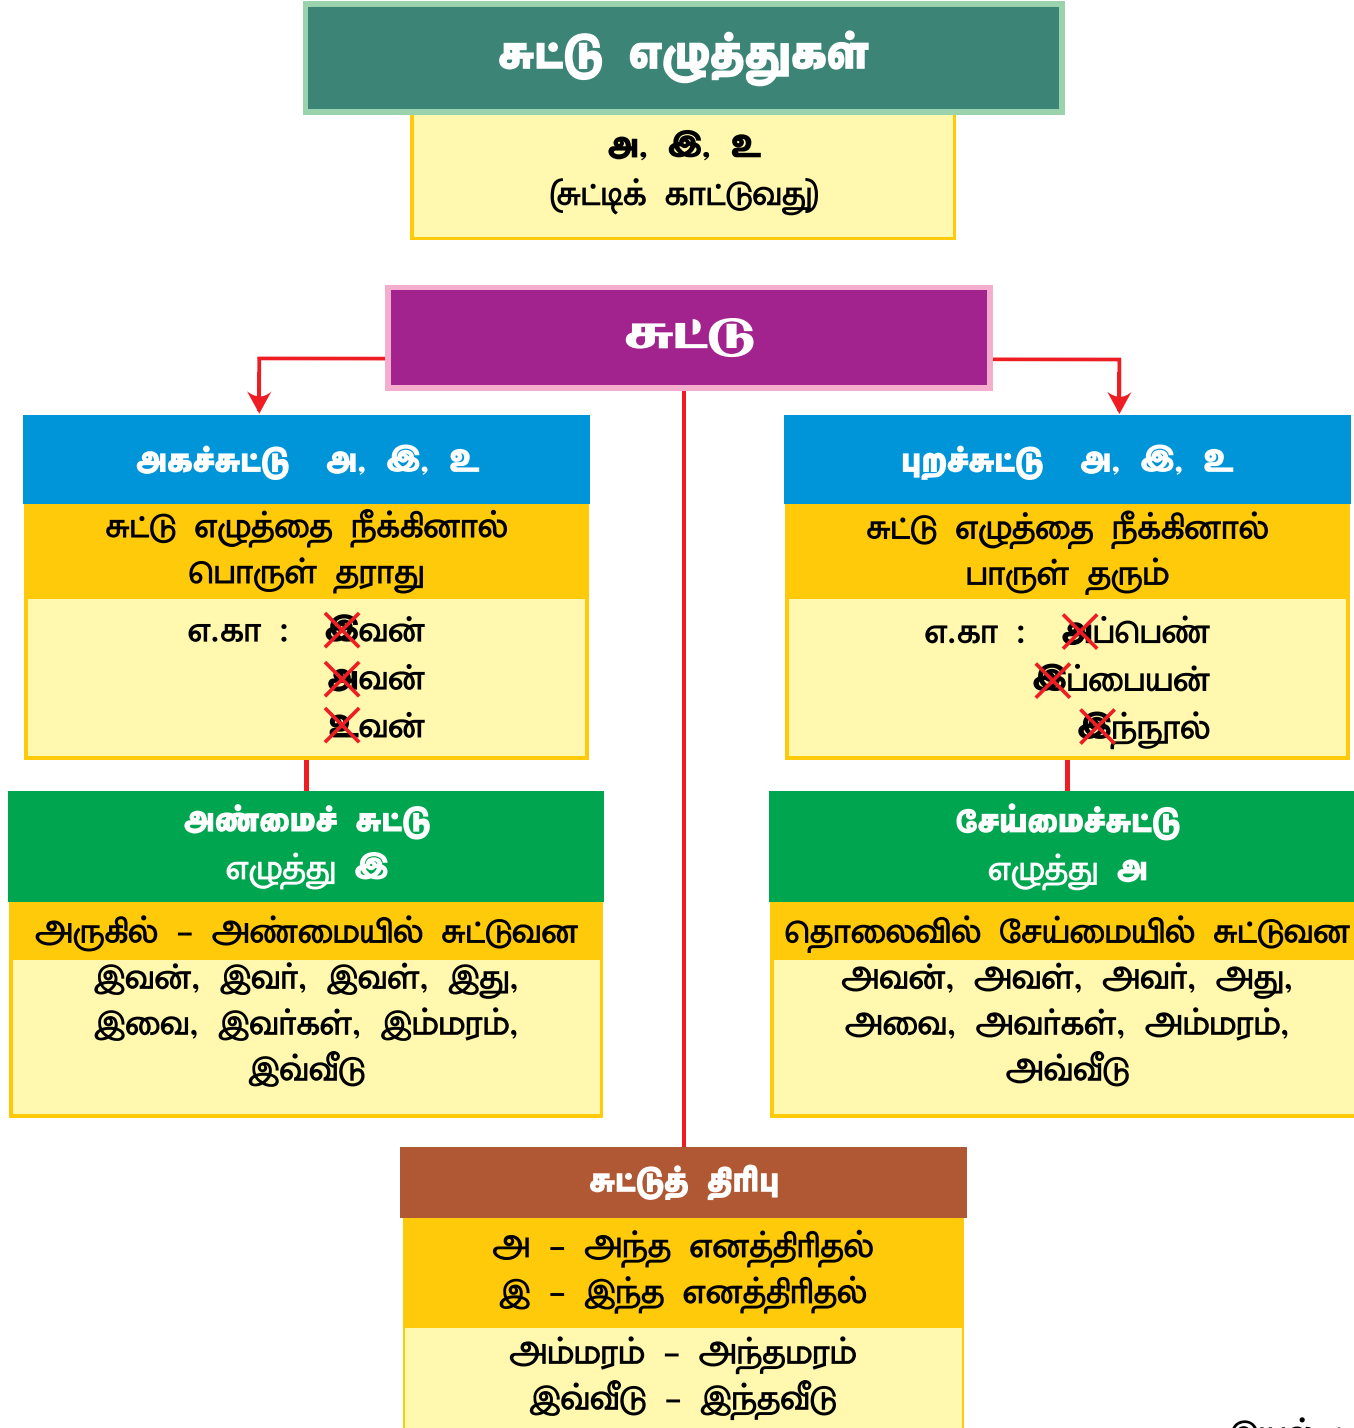 சுட்டு எழுத்துகள்
அ, இ, உ
(சுட்டிக் காட்டுவது)
சுட்டு
அகச்சுட்டு அ, இ, உ
சுட்டு எழுத்தை நீக்கினால்
பொருள் தராது
எ.கா : இவன்
அவன்
உவன்
புறச்சுட்டு அ, இ, உ
சுட்டு எழுத்தை நீக்கினால்
பாருள் தரும்
எ.கா : அப்பெண்
இப்பையன்
இந்நூல்
அண்மைச் சுட்டு
எழுத்து இ
அருகில் - அண்மையில் சுட்டுவன
இவன், இவர், இவள், இது,
இவை, இவர்கள், இம்மரம்,
இவ்வீடு
சேய்மைச்சுட்டு
எழுத்து அ
தொலைவில் சேய்மையில் சுட்டுவன
அவன், அவள், அவர், அது,
அவை, அவர்கள், அம்மரம்,
அவ்வீடு
சுட்டுத் திரிபு
அ - அந்த எனத்திரிதல்
இ - இந்த எனத்திரிதல்
அம்மரம் - அந்தமரம்
இவ்வீடு - இந்தவீடு